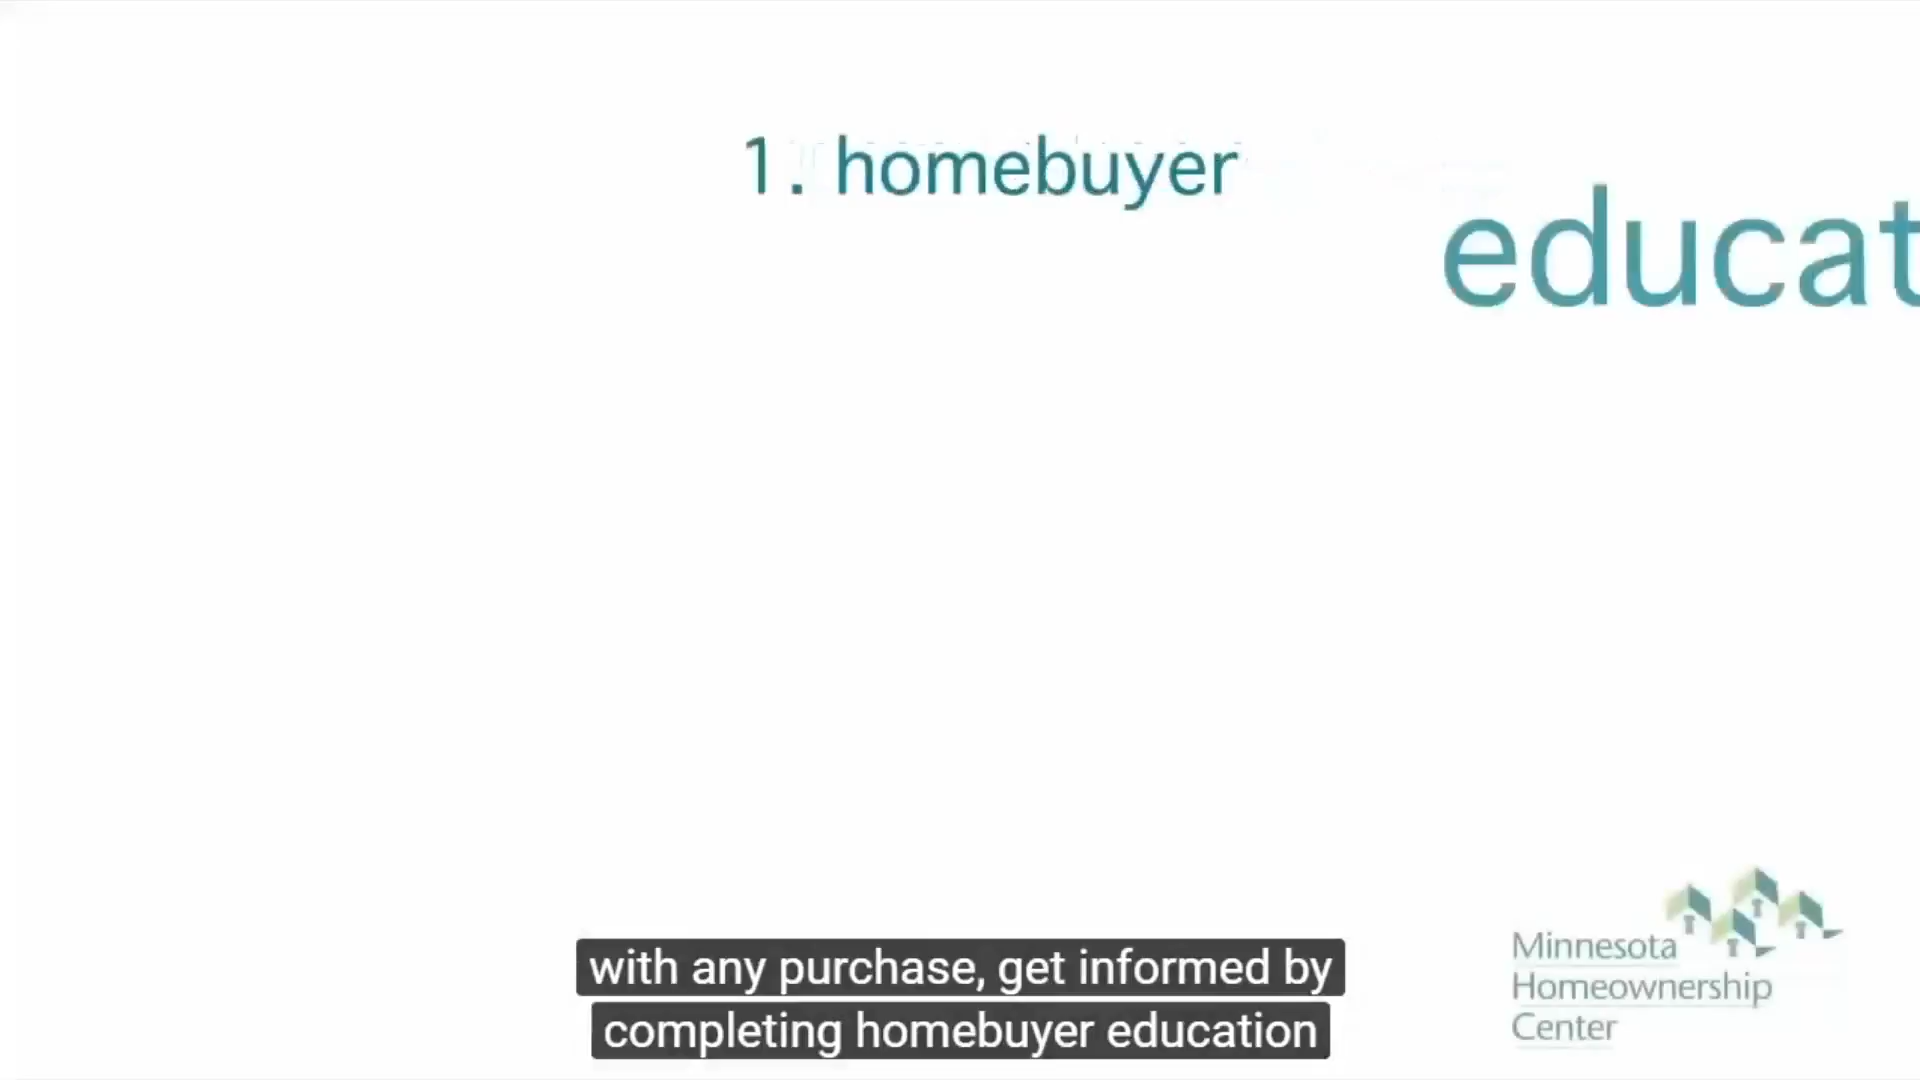 1. homebuyer
educat
with any purchase, get informed by
completing homebuyer education
Minnesota
Homeownership
Center